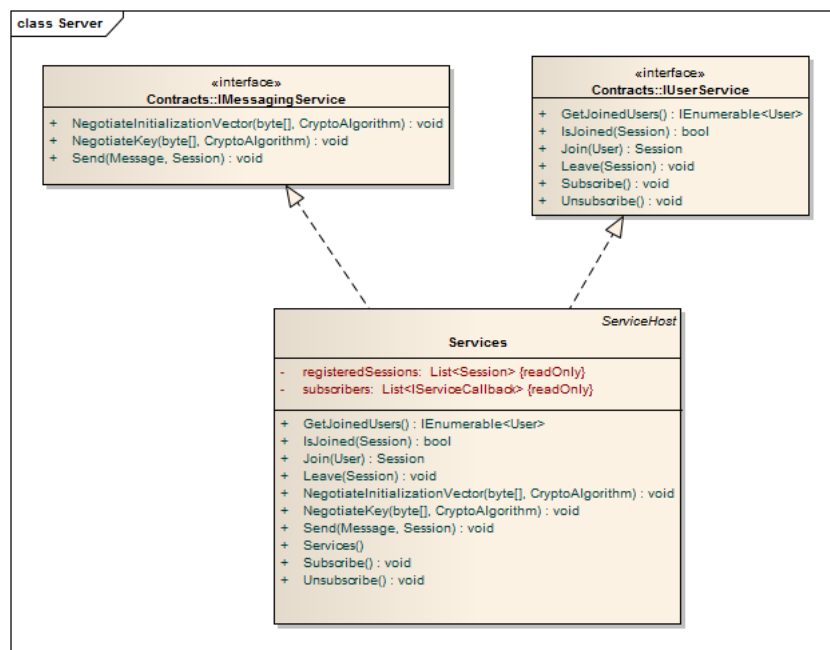 class Server
«interface»
Contracts::IMessagingService
+ NegotiateInitializationVector(byte[], CryptoAlgorithm) : void
+ NegotiateKey(byte[], CryptoAlgorithm) : void
+ Send(Message, Session) : void
«interface»
Contracts::IUserService
+ GetJoinedUsers() : IEnumerable<User>
+ IsJoined(Session) : bool
+ Join(User) : Session
+ Leave(Session) : void
+ Subscribe() : void
+ Unsubscribe() : void
ServiceHost
Services
- registeredSessions: List<Session> {readOnly}
- subscribers: List<IServiceCallback> {readOnly}
+ GetJoinedUsers() : IEnumerable<User>
+ IsJoined(Session) : bool
+ Join(User) : Session
+ Leave(Session) : void
+ NegotiateInitializationVector(byte[], CryptoAlgorithm) : void
+ NegotiateKey(byte[], CryptoAlgorithm) : void
+ Send(Message, Session) : void
+ Services()
+ Subscribe() : void
+ Unsubscribe() : void